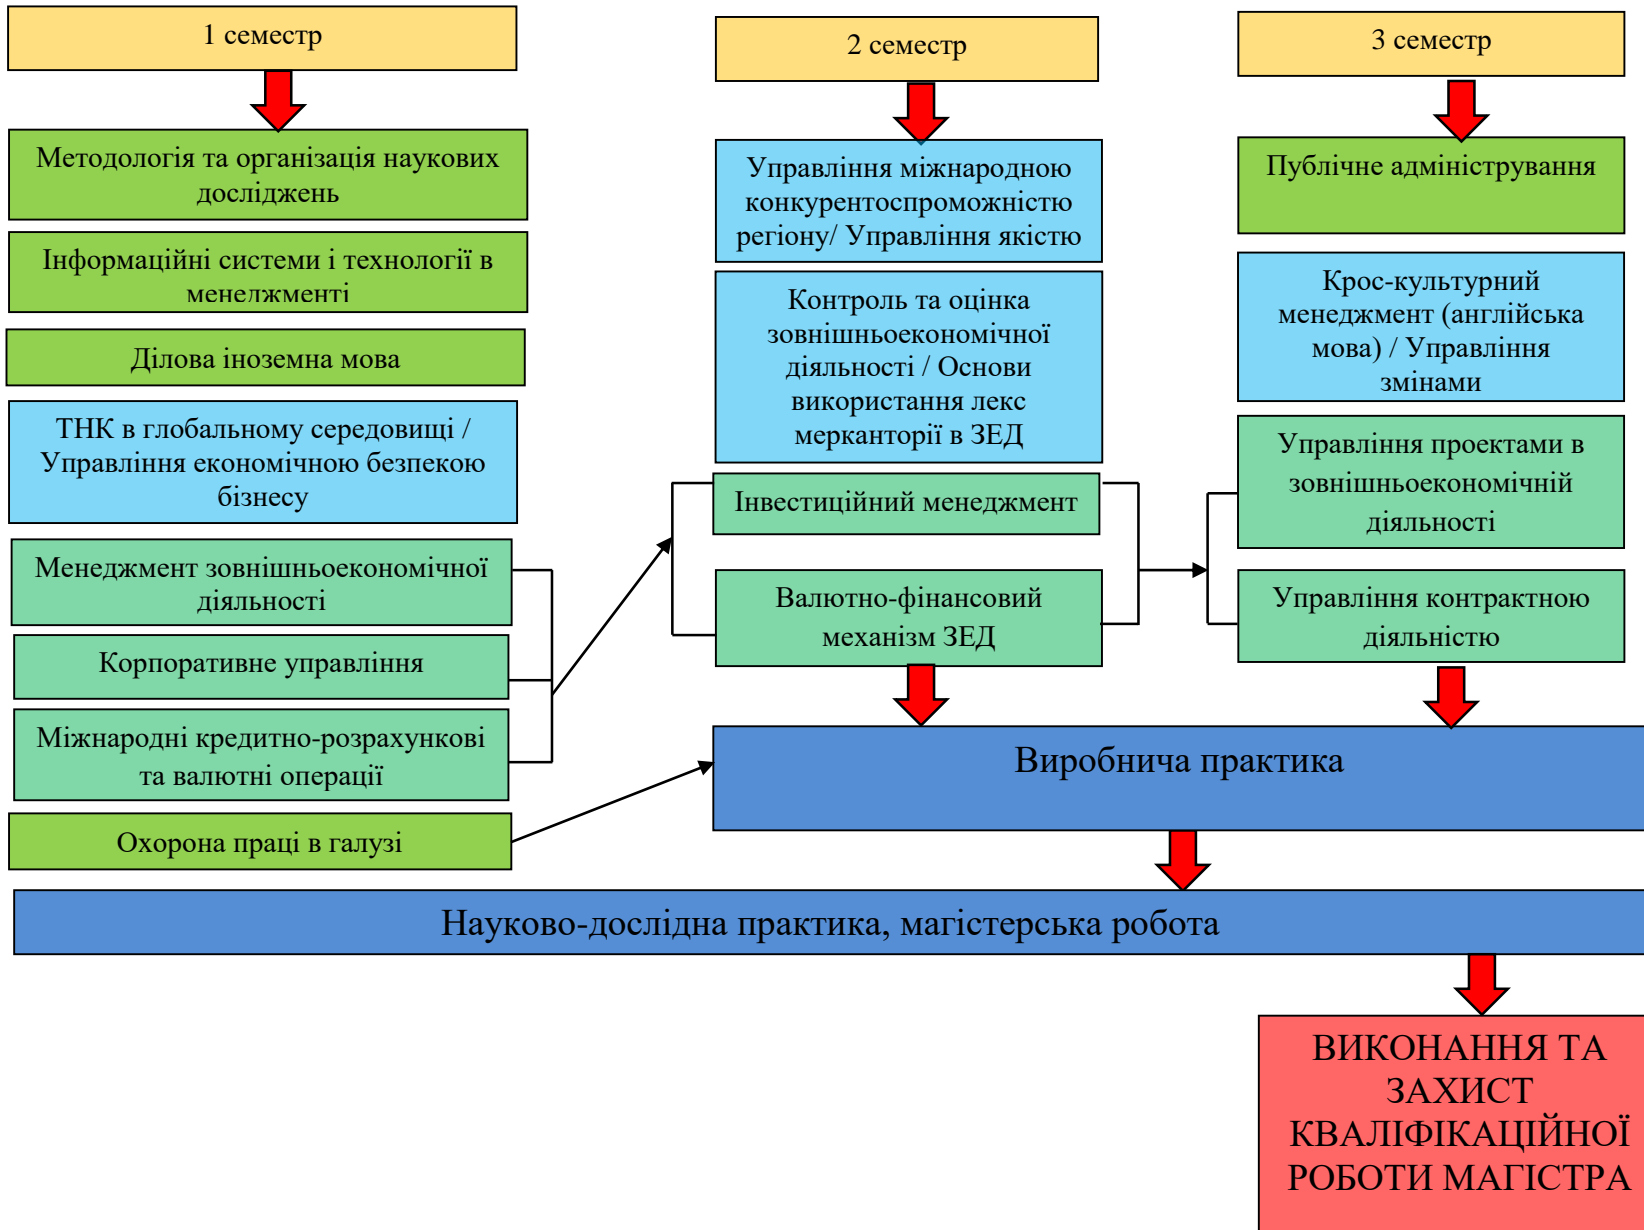 1 семестр
Методологія та організація наукових
досліджень
Інформаційні системи і технології в
менеджменті
Ділова іноземна мова
ТНК в глобальному середовищі /
Управління економічною безпекою
бізнесу
Менеджмент зовнішньоекономічної
діяльності
Корпоративне управління
Міжнародні кредитно-розрахункові
та валютні операції
Охорона праці в галузі
2 семестр
Управління міжнародною
конкурентоспроможністю
регіону/ Управління якістю
Контроль та оцінка
зовнішньоекономічної
діяльності / Основи
використання лекс
мерканторії в ЗЕД
Інвестиційний менеджмент
Валютно-фінансовий
механізм ЗЕД
3 семестр
Публічне адміністрування
Крос-культурний
менеджмент (англійська
мова) / Управління
змінами
Управління проектами в
зовнішньоекономічній
діяльності
Управління контрактною
діяльністю
Виробнича практика
Науково-дослідна практика, магістерська робота
ВИКОНАННЯ ТА
ЗАХИСТ
КВАЛІФІКАЦІЙНОЇ
РОБОТИ МАГІСТРА